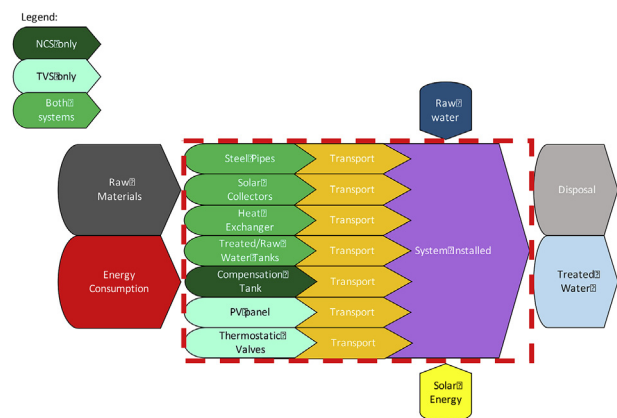 Legend:
NCS⍰only
TVS⍰only
Both⍰
systems
Raw⍰
water
Raw⍰
Materials
Energy⍰
Consumption
Steel⍰Pipes
Transport
Solar⍰
Collectors
Transport
Heat⍰
Exchanger
Transport
Treated/Raw⍰
Water⍰Tanks
Transport
Compensation⍰
Tank
Transport
PV⍰panel
Transport
Thermostatic⍰
Valves
Transport
System⍰installed
Disposal
Treated⍰
Water⍰
Solar⍰
Energy